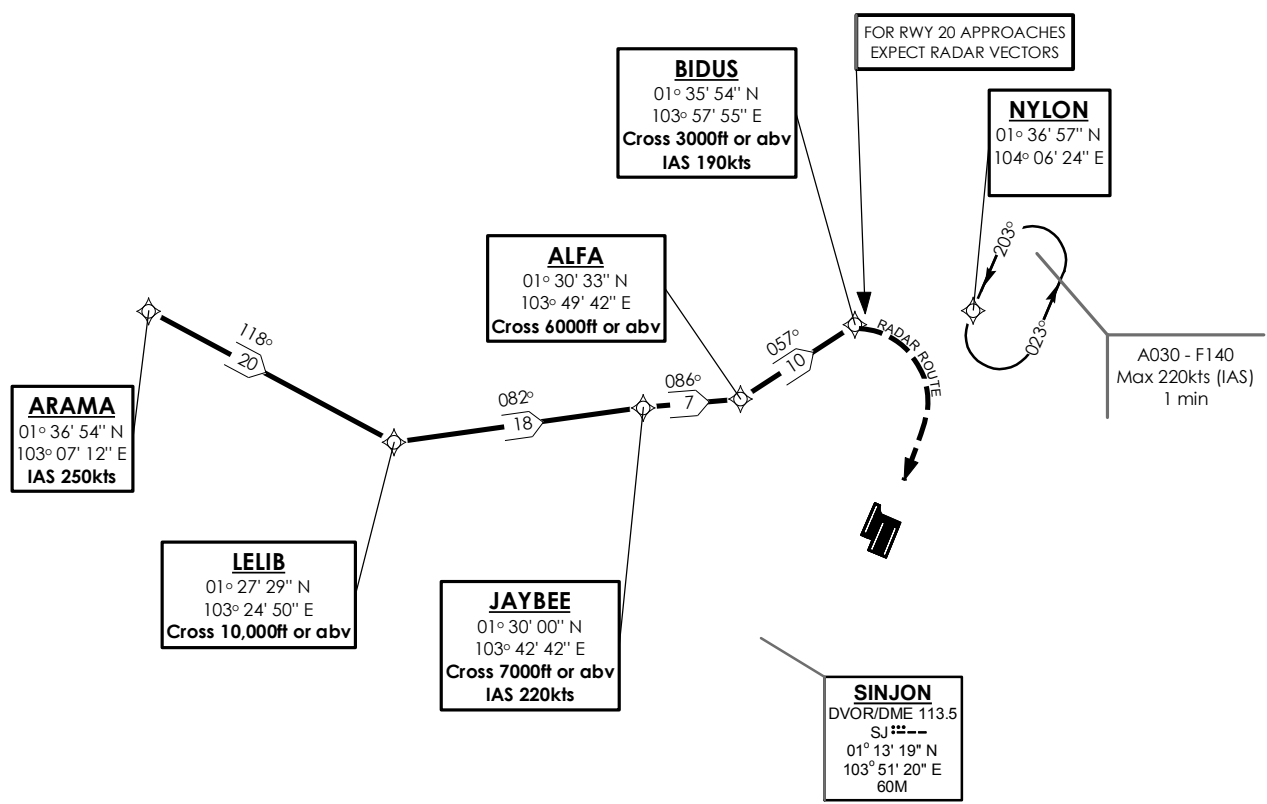 FOR RWY 20 APPROACHES
EXPECT RADAR VECTORS
BIDUS
01° 35' 54" N
103° 57' 55" E
Cross 3000ft or abv
IAS 190kts
NYLON
01° 36' 57" N
104° 06' 24" E
ALFA
01° 30' 33" N
103° 49' 42" E
Cross 6000ft or abv
203°
023°
118°
20
057°
10
RADAR ROUTE
A030 - F140
Max 220kts (IAS)
1 min
086°
7
082°
18
ARAMA
01° 36' 54" N
103° 07' 12" E
IAS 250kts
LELIB
01° 27' 29" N
103° 24' 50" E
Cross 10,000ft or abv
JAYBEE
01° 30' 00" N
103° 42' 42" E
Cross 7000ft or abv
IAS 220kts
SINJON
DVOR/DME 113.5
SJ
01° 13' 19" N
103° 51' 20" E
60M